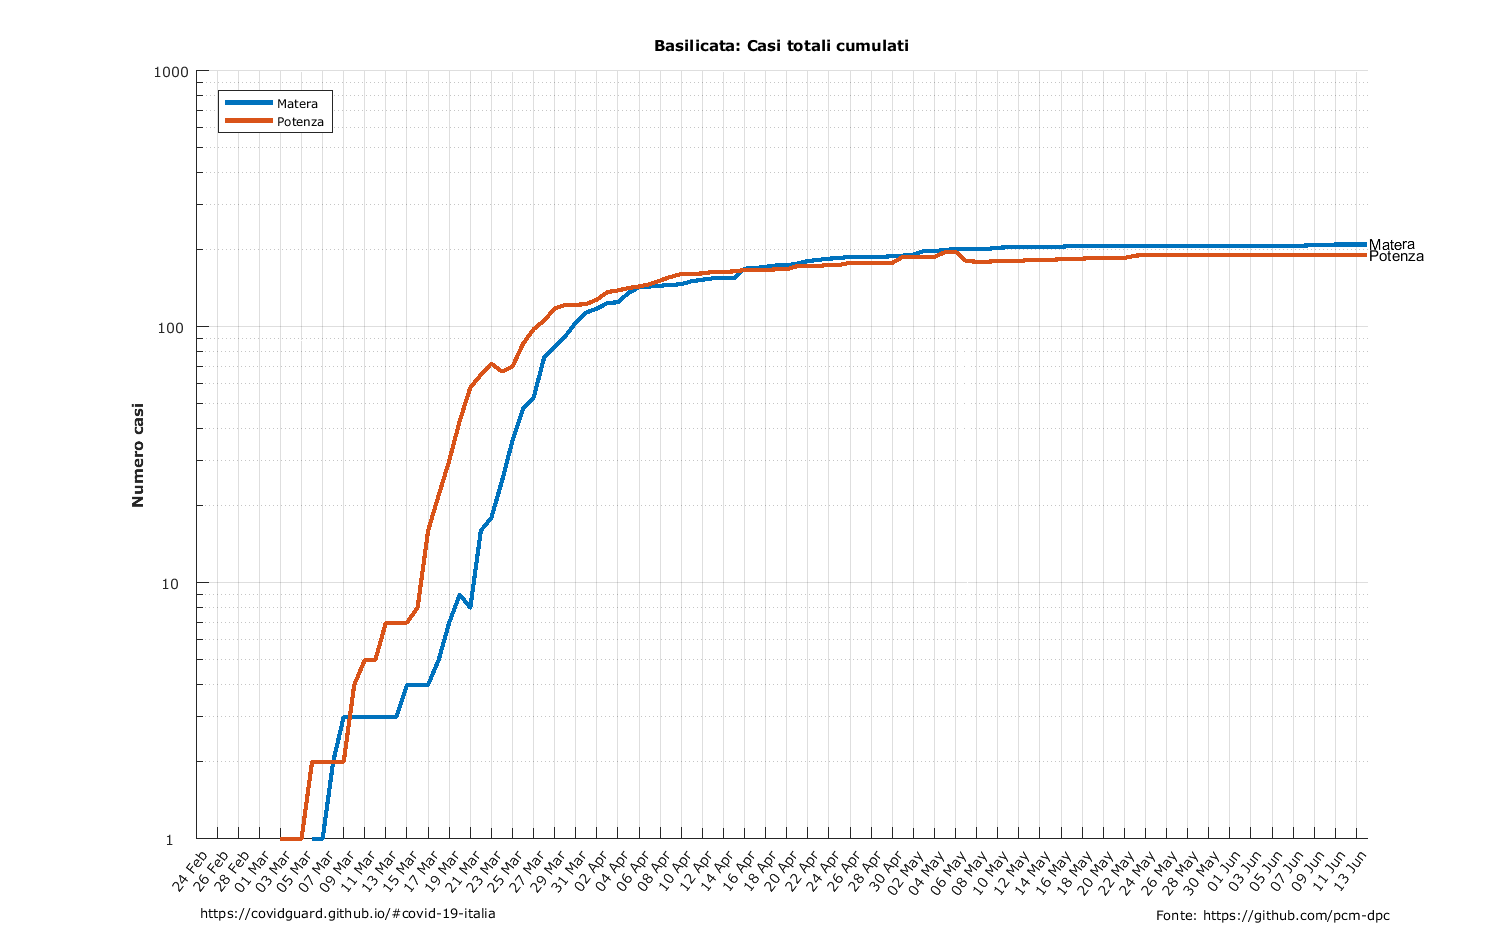 Basilicata: Casi totali cumulati
1000
100
10
1
Numero casi
Matera
Potenza
Matera
Potenza
24 Feb
26 Feb
28 Feb
01 Mar
03 Mar
05 Mar
07 Mar
09 Mar
11 Mar
13 Mar
15 Mar
17 Mar
19 Mar
21 Mar
23 Mar
25 Mar
27 Mar
29 Mar
31 Mar
02 Apr
04 Apr
06 Apr
08 Apr
10 Apr
12 Apr
14 Apr
16 Apr
18 Apr
20 Apr
22 Apr
24 Apr
26 Apr
28 Apr
30 Apr
02 May
04 May
06 May
08 May
10 May
12 May
14 May
16 May
18 May
20 May
22 May
24 May
26 May
28 May
30 May
01 Jun
03 Jun
05 Jun
07 Jun
09 Jun
11 Jun
13 Jun
https://covidguard.github.io/#covid-19-italia
Fonte: https://github.com/pcm-dpc